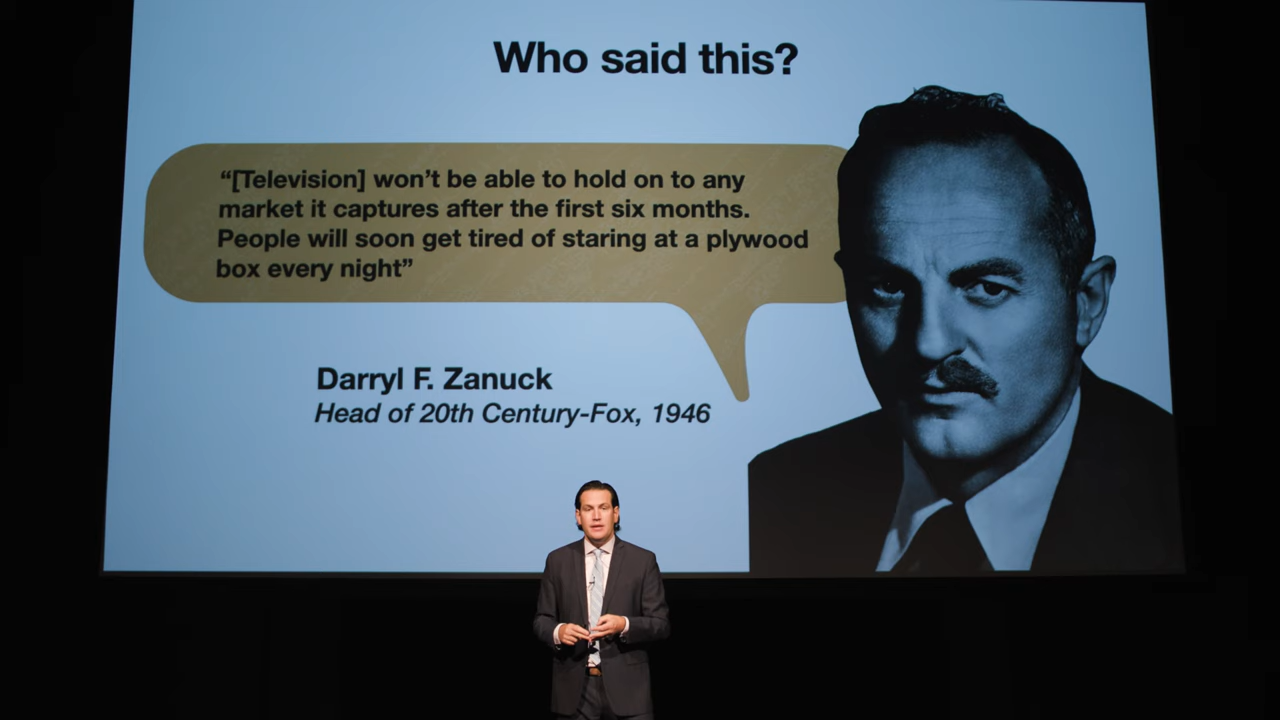 Who said this?
“[Television] won’t be able to hold on to any
market it captures after the first six months.
People will soon get tired of staring at a plywood
box every night”
Darryl F. Zanuck
Head of 20th Century-Fox, 1946